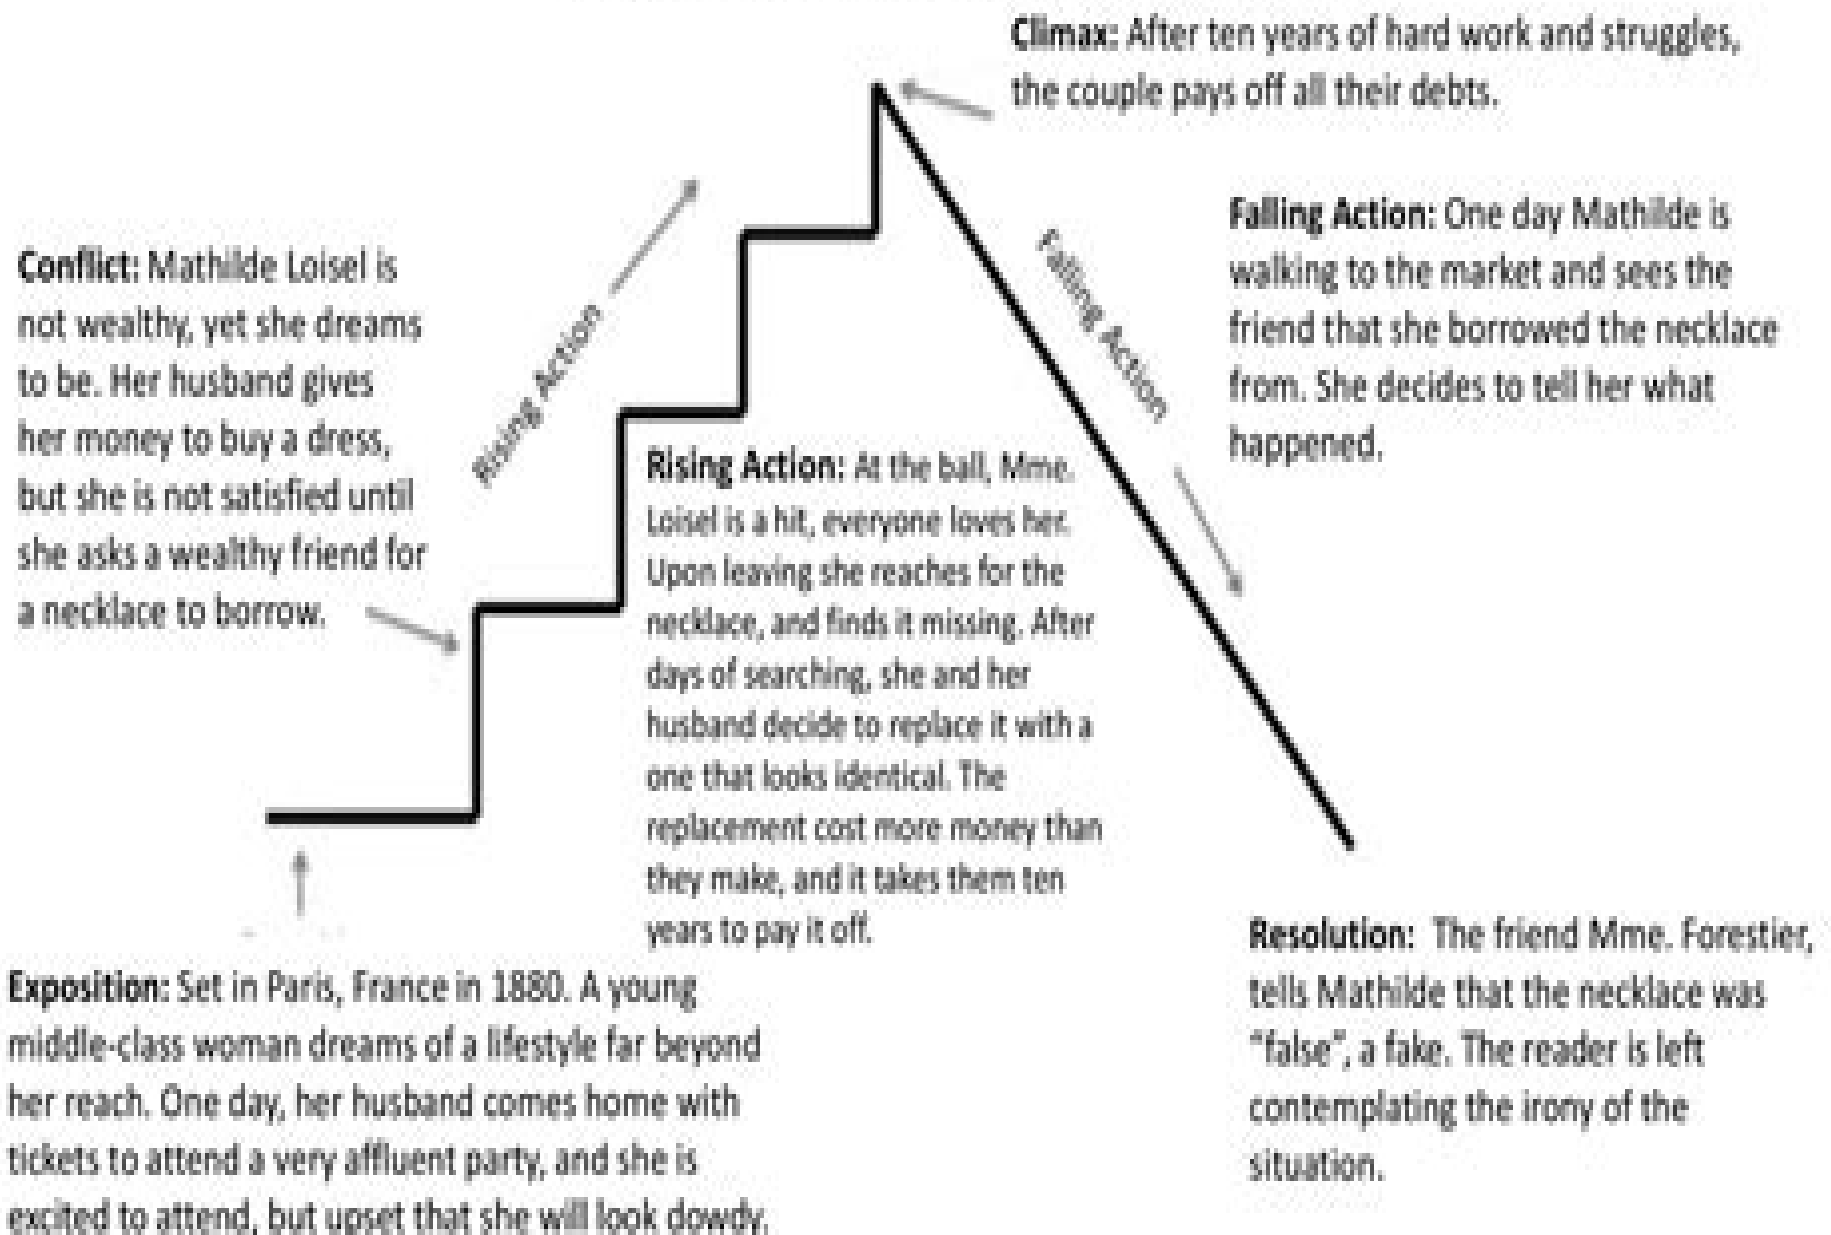 Climax: After ten years of hard work and struggles,
the couple pays off all their debts.
Conflict: Mathilde Loisel is
not wealthy, yet she dreams
to be. Her husband gives
her money to buy a dress,
but she is not satisfied until
she asks a wealthy friend for
a necklace to borrow.
Rising Action
Rising Action: At the ball, Mme.
Loisel is a hit, everyone loves her.
Upon leaving she reaches for the
necklace, and finds it missing. After
days of searching, she and her
husband decide to replace it with a
one that looks identical. The
replacement cost more money than
they make, and it takes them ten
years to pay it off.
Falling Action
Falling Action: One day Mathilde is
walking to the market and sees the
friend that she borrowed the necklace
from. She decides to tell her what
happened.
Exposition: Set in Paris, France in 1880. A young
middle-class woman dreams of a lifestyle far beyond
her reach. One day, her husband comes home with
tickets to attend a very affluent party, and she is
excited to attend, but upset that she will look dowdy.
Resolution: The friend Mme. Forestier,
tells Mathilde that the necklace was
"false", a fake. The reader is left
contemplating the irony of the
situation.